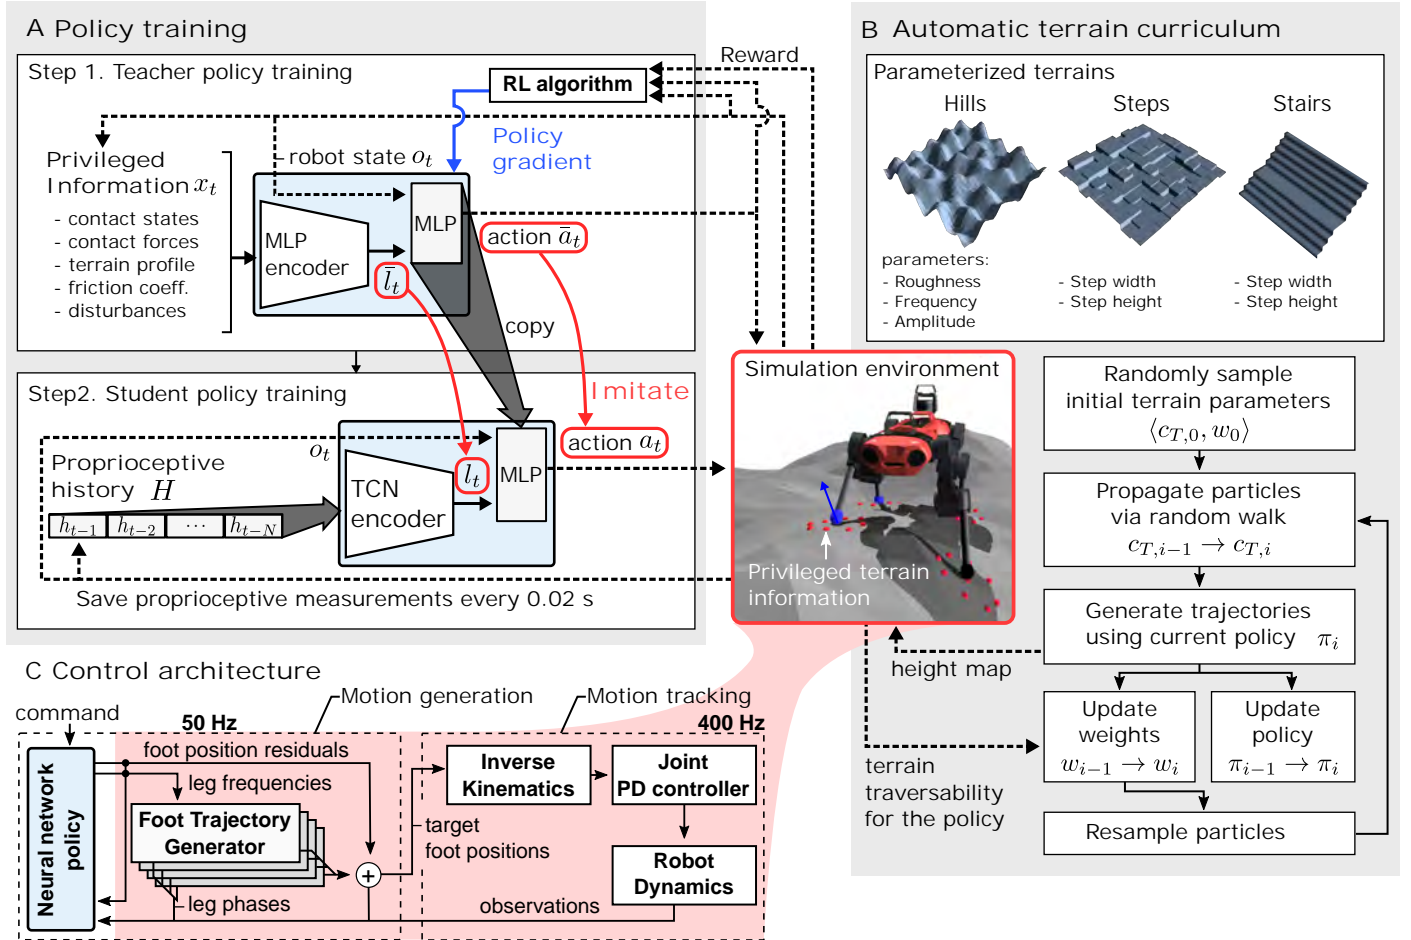 A Policy training
Step 1. Teacher policy training
Reward
RL algorithm
Policy
gradient
robot state o_t
Privileged
Information x_t
- contact states
- contact forces
- terrain profile
- friction coeff.
- disturbances
MLP
encoder
MLP
l̄_t
action ā_t
copy
Step2. Student policy training
Imitate
o_t
action a_t
Proprioceptive
history H
h_{t-1} h_{t-2} ⋯ h_{t-N}
TCN
encoder
l_t
MLP
Save proprioceptive measurements every 0.02 s
Simulation environment
Privileged terrain
information
B Automatic terrain curriculum
Parameterized terrains
Hills
Steps
Stairs
parameters:
- Roughness
- Frequency
- Amplitude
- Step width
- Step height
- Step width
- Step height
Randomly sample
initial terrain parameters
⟨c_{T,0}, w_0⟩
Propagate particles
via random walk
c_{T,i-1} → c_{T,i}
Generate trajectories
using current policy π_i
height map
Update
weights
w_{i-1} → w_i
Update
policy
π_{i-1} → π_i
terrain
traversability
for the policy
Resample particles
C Control architecture
Motion generation
Motion tracking
command
50 Hz
400 Hz
Neural network
policy
foot position residuals
leg frequencies
Foot Trajectory
Generator
leg phases
+
target
foot positions
Inverse
Kinematics
Joint
PD controller
Robot
Dynamics
observations